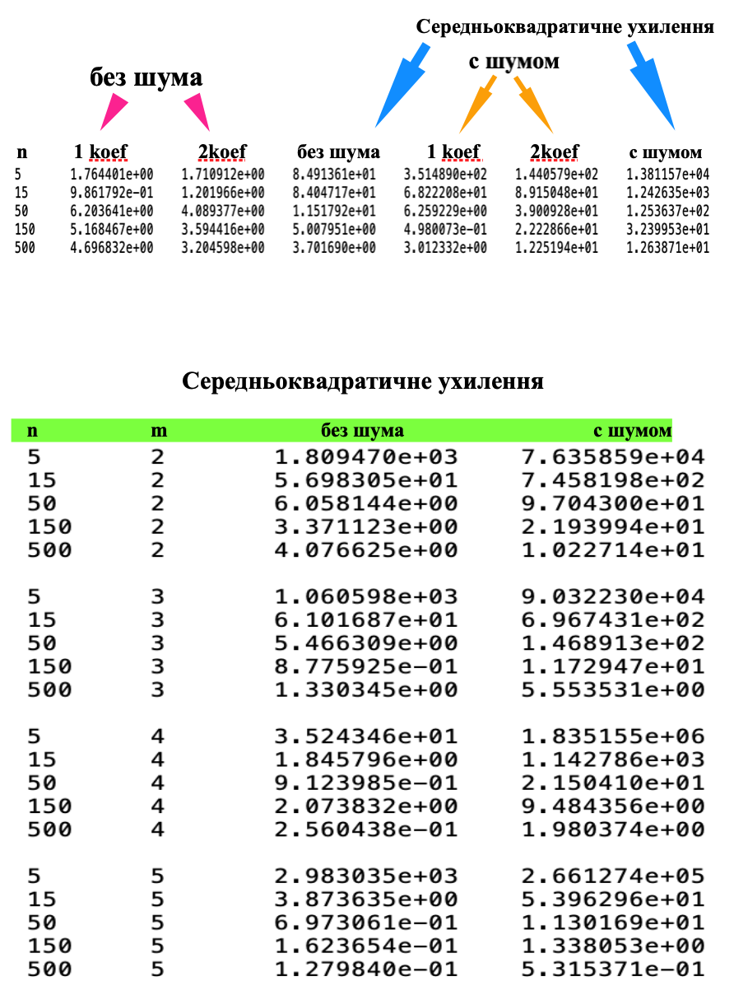 Середньоквадратичне ухилення
с шумом
без шума
n 1 koef 2koef без шума 1 koef 2koef с шумом
5 1.764401e+00 1.710912e+00 8.491361e+01 3.514890e+02 1.440579e+02 1.381157e+04
15 9.861792e-01 1.201966e+00 8.404717e+01 6.822208e+01 8.915048e+01 1.242635e+03
50 6.203641e+00 4.089377e+00 1.151792e+01 6.259229e+00 3.900928e+01 1.253637e+02
150 5.168467e+00 3.594416e+00 5.007951e+00 4.980073e-01 2.222866e+01 3.239953e+01
500 4.696832e+00 3.204598e+00 3.701690e+00 3.012332e+00 1.225194e+01 1.263871e+01
Середньоквадратичне ухилення
n m без шума с шумом
5 2 1.809470e+03 7.635859e+04
15 2 5.698305e+01 7.458198e+02
50 2 6.058144e+00 9.704300e+01
150 2 3.371123e+00 2.193994e+01
500 2 4.076625e+00 1.022714e+01
5 3 1.060598e+03 9.032230e+04
15 3 6.101687e+01 6.967431e+02
50 3 5.466309e+00 1.468913e+02
150 3 8.775925e-01 1.172947e+01
500 3 1.330345e+00 5.553531e+00
5 4 3.524346e+01 1.835155e+06
15 4 1.845796e+00 1.142786e+03
50 4 9.123985e-01 2.150410e+01
150 4 2.073832e+00 9.484356e+00
500 4 2.560438e-01 1.980374e+00
5 5 2.983035e+03 2.661274e+05
15 5 3.873635e+00 5.396296e+01
50 5 6.973061e-01 1.130169e+01
150 5 1.623654e-01 1.338053e+00
500 5 1.279840e-01 5.315371e-01